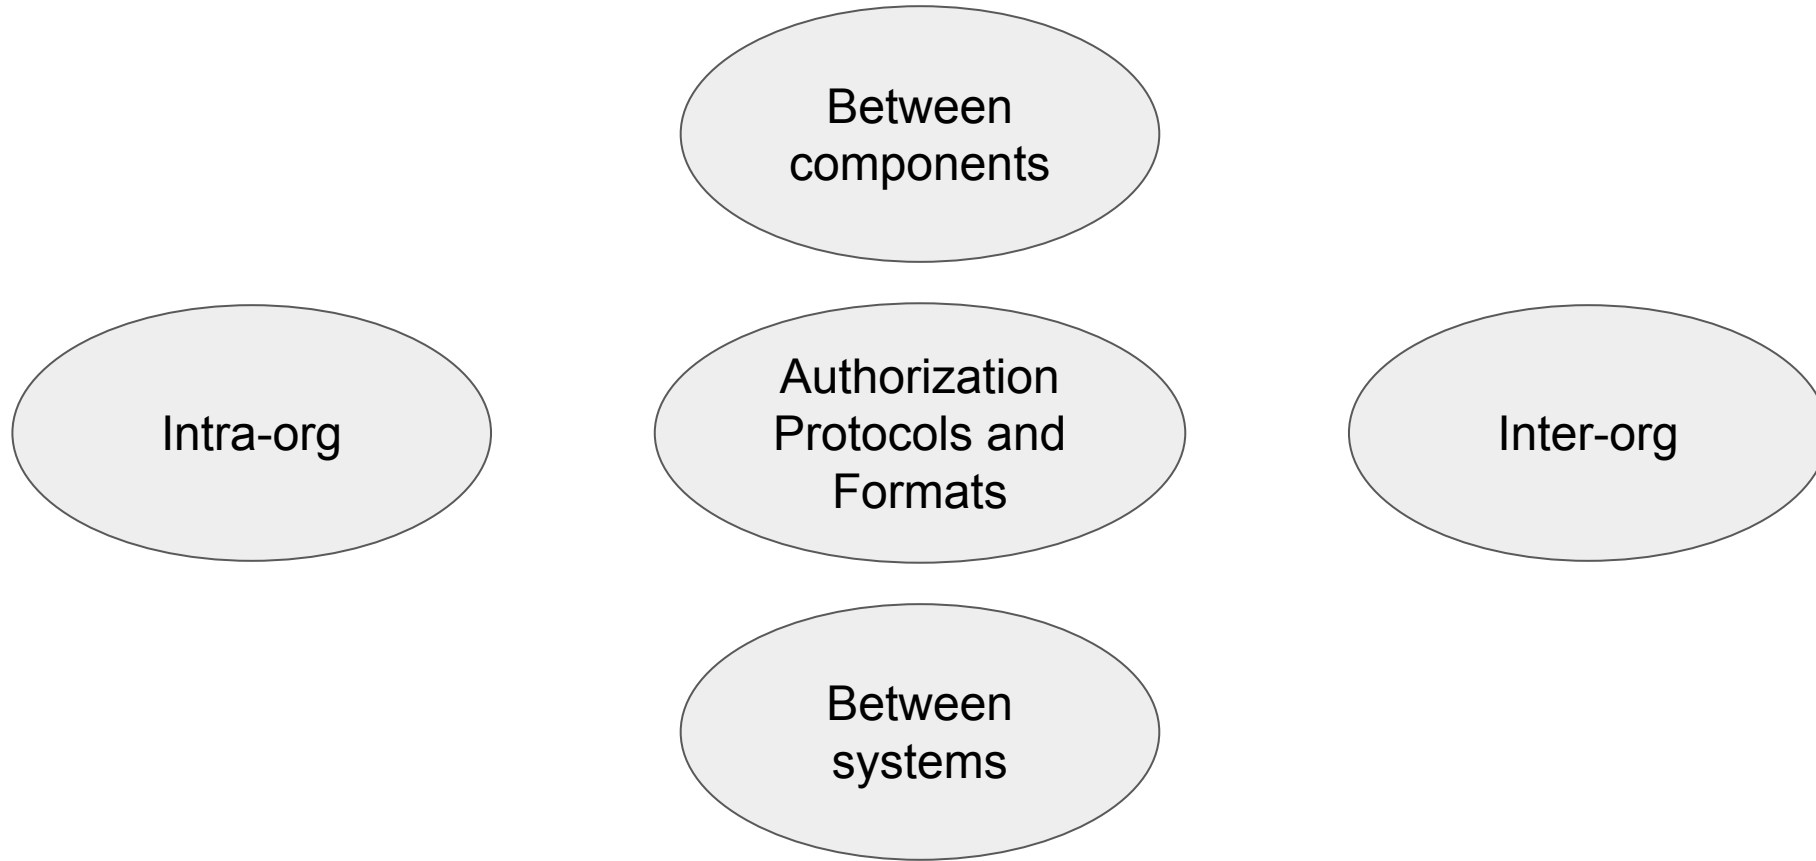 Between
components
Intra-org
Authorization
Protocols and
Formats
Inter-org
Between
systems